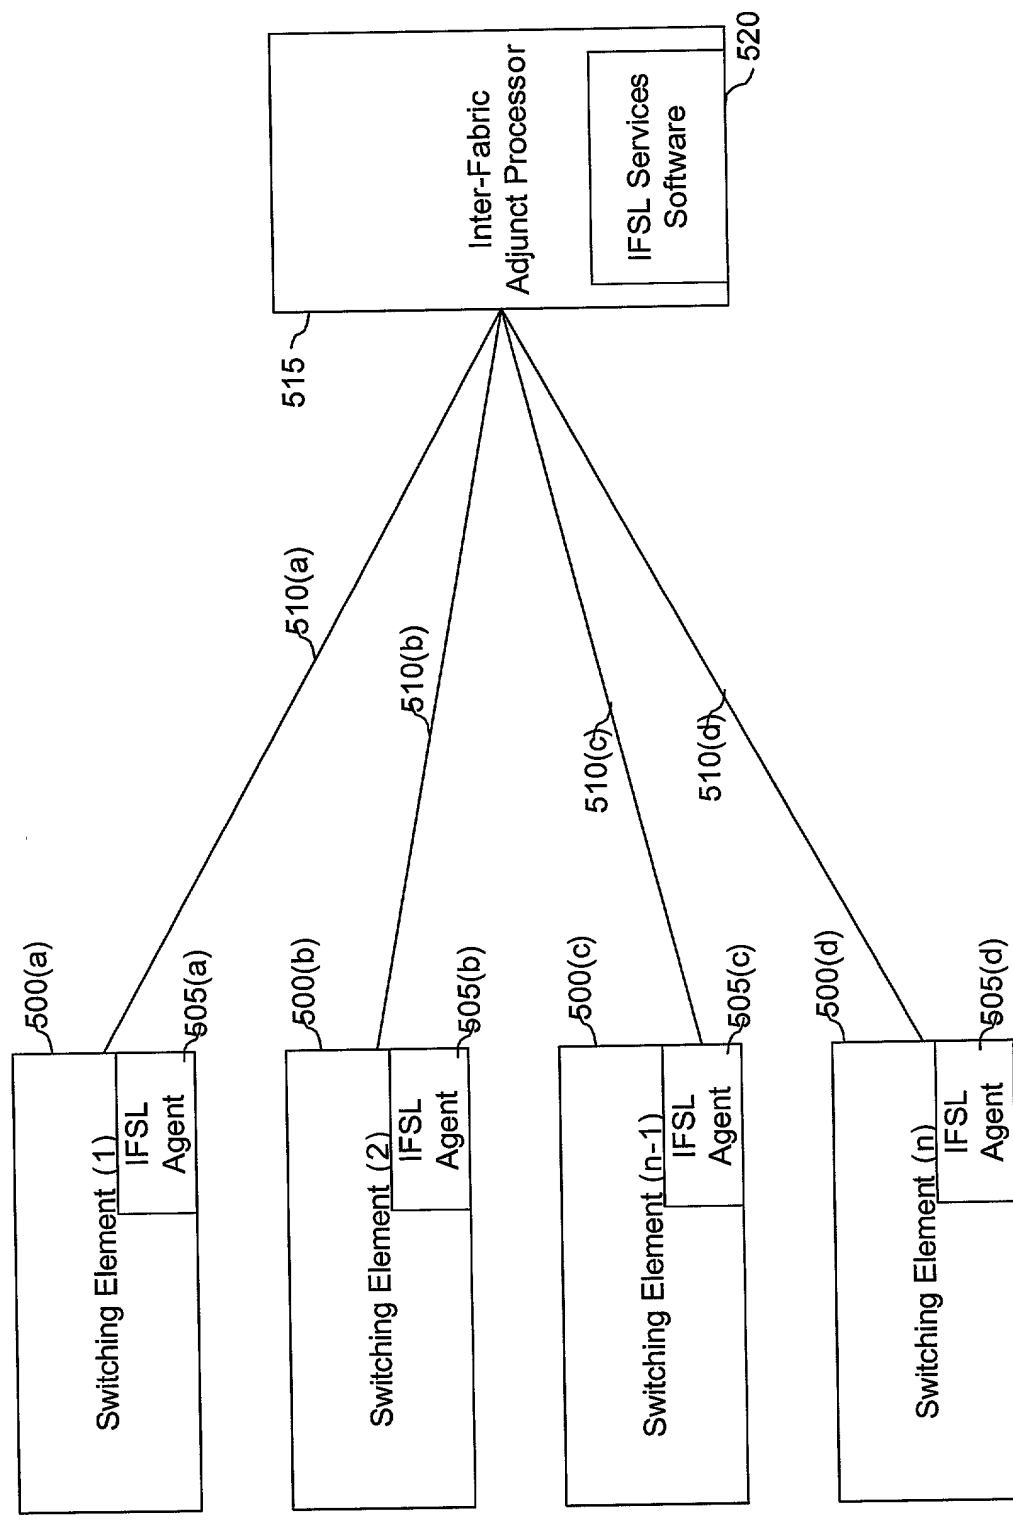 500(a)
Switching Element (1)
IFSL
Agent
505(a)
500(b)
Switching Element (2)
IFSL
Agent
505(b)
500(c)
Switching Element (n-1)
IFSL
Agent
505(c)
500(d)
Switching Element (n)
IFSL
Agent
505(d)
510(a)
510(b)
510(c)
510(d)
515
Inter-Fabric
Adjunct Processor
IFSL Services
Software
520